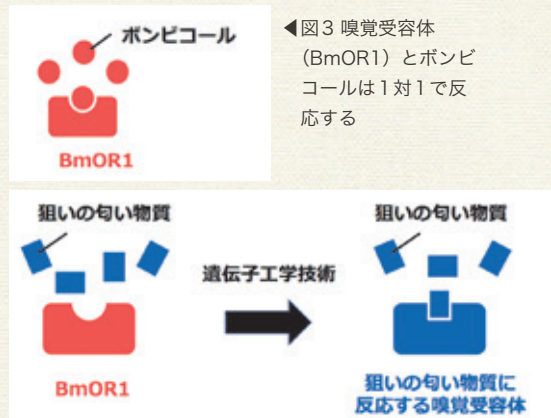 ボンビコール
BmOR1
◀図3 嗅覚受容体
（BmOR1）とボンビ
コールは1対1で反
応する
狙いの匂い物質
BmOR1
遺伝子工学技術
狙いの匂い物質
狙いの匂い物質に
反応する嗅覚受容体